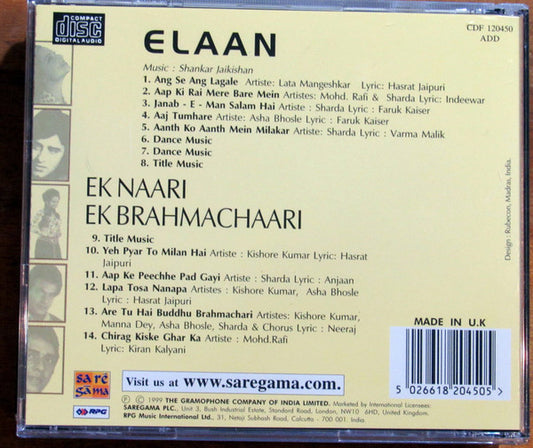 COMPACT
disc
DIGITAL AUDIO
ELAAN
CDF 120450
ADD
Music : Shankar Jaikishan
1. Ang Se Ang Lagale Artiste: Lata Mangeshkar Lyric: Hasrat Jaipuri
2. Aap Ki Rai Mere Bare Mein Artistes: Mohd. Rafi & Sharda Lyric: Indeewar
3. Janab - E - Man Salam Hai Artiste : Sharda Lyric : Faruk Kaiser
4. Aaj Tumhare Artiste: Asha Bhosle Lyric : Faruk Kaiser
5. Aanth Ko Aanth Mein Milakar Artiste: Sharda Lyric : Varma Malik
6. Dance Music
7. Dance Music
8. Title Music
EK NAARI
EK BRAHMACHAARI
9. Title Music
10. Yeh Pyar To Milan Hai Artiste : Kishore Kumar Lyric: Hasrat
Jaipuri
11. Aap Ke Peechhe Pad Gayi Artiste : Sharda Lyric : Anjaan
12. Lapa Tosa Nanapa Artistes : Kishore Kumar, Asha Bhosle
Lyric : Hasrat Jaipuri
13. Are Tu Hai Buddhu Brahmachari Artistes: Kishore Kumar,
Manna Dey, Asha Bhosle, Sharda & Chorus Lyric : Neeraj
14. Chirag Kiske Ghar Ka Artiste : Mohd.Rafi
Lyric: Kiran Kalyani
Design : Rubecon, Madras, India.
MADE IN U.K
5 026618 204505
sa re
ga ma
RPG
Visit us at www.saregama.com
℗ © 1999 THE GRAMOPHONE COMPANY OF INDIA LIMITED. Marketed by International Licensees:
SAREGAMA PLC., Unit 3, Bush Industrial Estate, Standard Road, London, NW10 6HD, United Kingdom.
RPG Music International Ltd., 31, Netaji Subhash Road, Calcutta - 700 001. India.